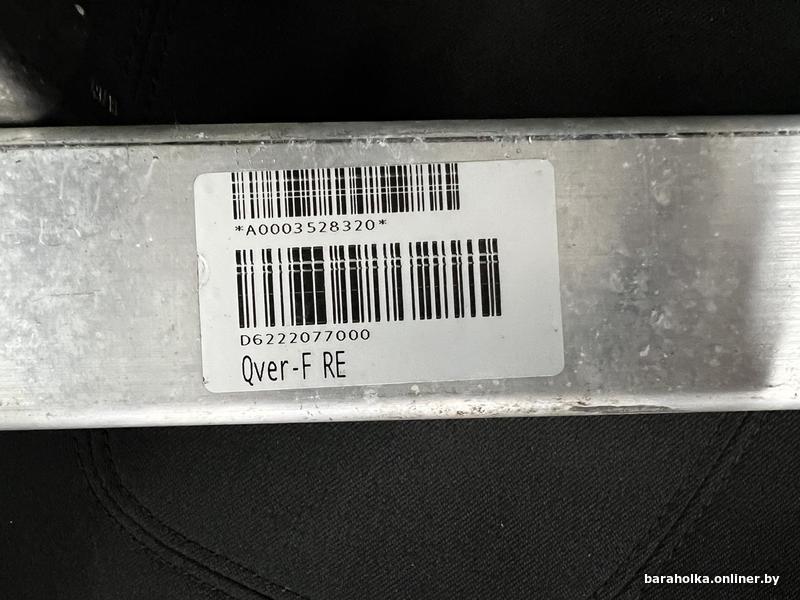 *A0003528320*
D6222077000
Qver-F RE
baraholka.onliner.by